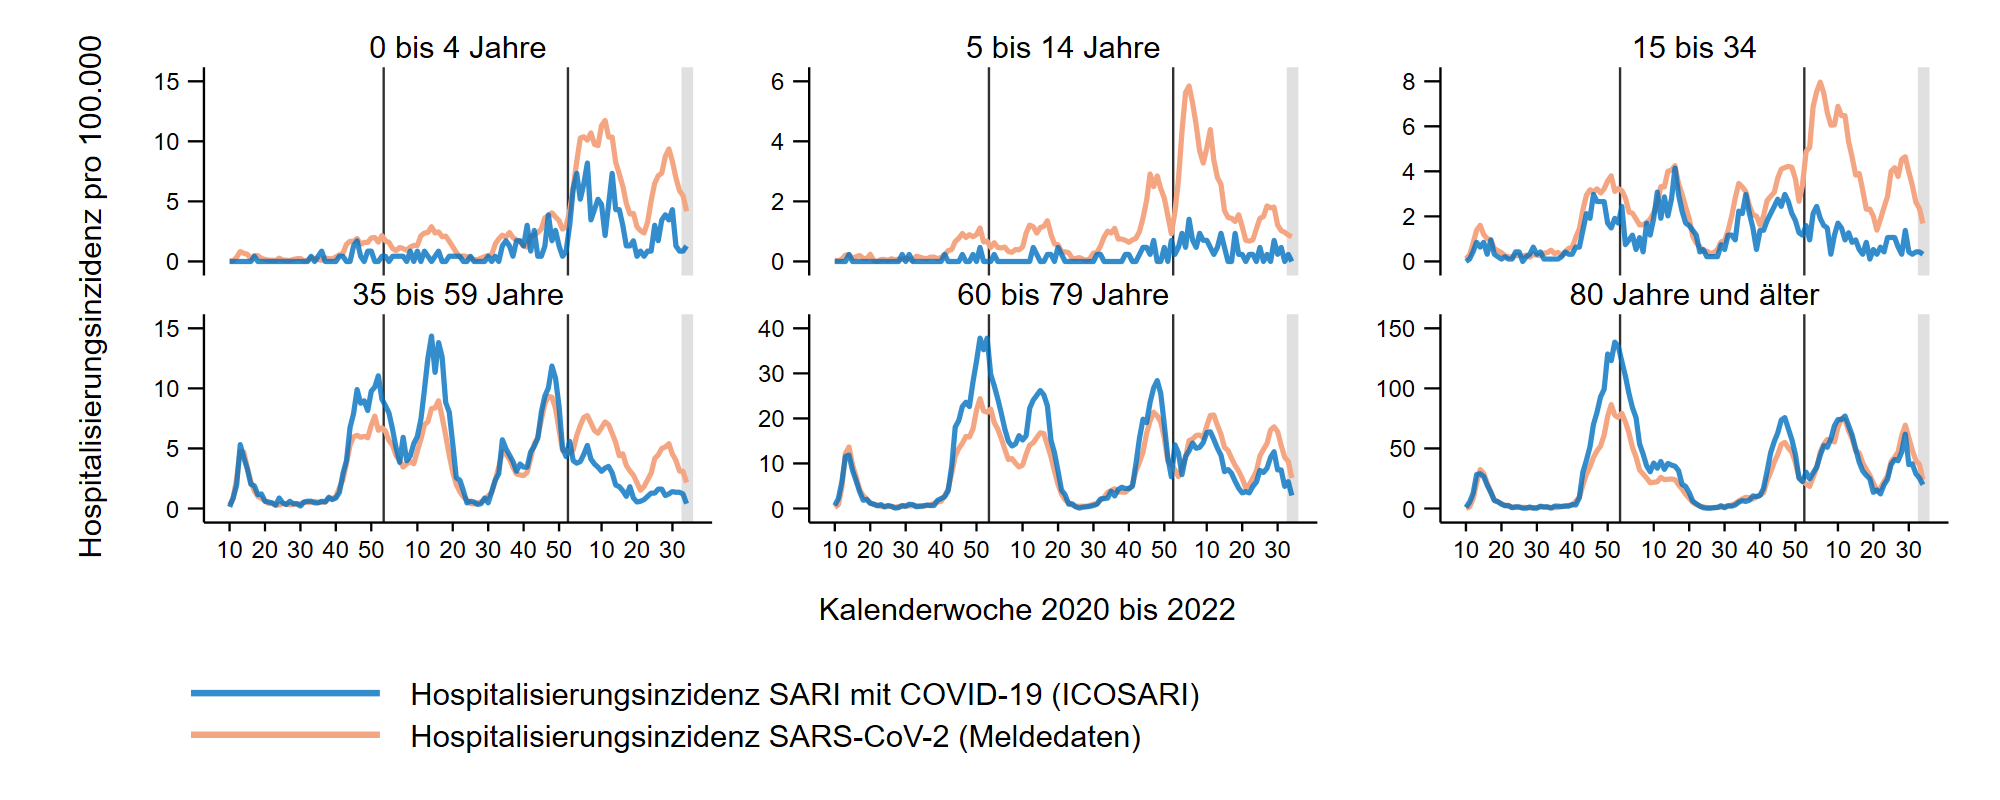 Hospitalisierungsinzidenz pro 100.000
0 bis 4 Jahre
15
10
5
0
5 bis 14 Jahre
6
4
2
0
15 bis 34
8
6
4
2
0
35 bis 59 Jahre
15
10
5
0
10 20 30 40 50 10 20 30 40 50 10 20 30
60 bis 79 Jahre
40
30
20
10
0
10 20 30 40 50 10 20 30 40 50 10 20 30
80 Jahre und älter
150
100
50
0
10 20 30 40 50 10 20 30 40 50 10 20 30
Kalenderwoche 2020 bis 2022
Hospitalisierungsinzidenz SARI mit COVID-19 (ICOSARI)
Hospitalisierungsinzidenz SARS-CoV-2 (Meldedaten)